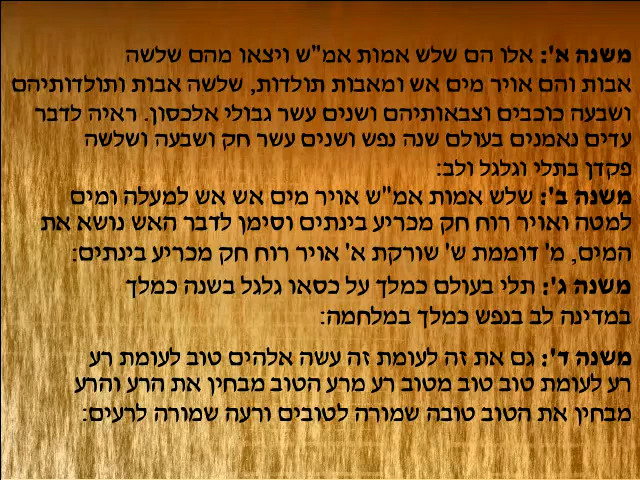 משנה א': אלו הם שלש אמות אמ"ש ויצאו מהם שלשה
אבות והם אויר מים אש ומאבות תולדות, שלשה אבות ותולדותיהם
ושבעה כוכבים וצבאותיהם ושנים עשר גבולי אלכסון. ראיה לדבר
עדים נאמנים בעולם שנה נפש ושנים עשר חק ושבעה ושלשה
פקדן בתלי וגלגל ולב:
משנה ב': שלש אמות אמ"ש אויר מים אש אש למעלה ומים
למטה ואויר רוח חק מכריע בינתים וסימן לדבר האש נושא את
המים, מ' דוממת ש' שורקת א' אויר רוח חק מכריע בינתים:
משנה ג': תלי בעולם כמלך על כסאו גלגל בשנה כמלך
במדינה לב בנפש כמלך במלחמה:
משנה ד': גם את זה לעומת זה עשה אלהים טוב לעומת רע
רע לעומת טוב טוב מטוב רע מרע הטוב מבחין את הרע והרע
מבחין את הטוב טובה שמורה לטובים ורעה שמורה לרעים: